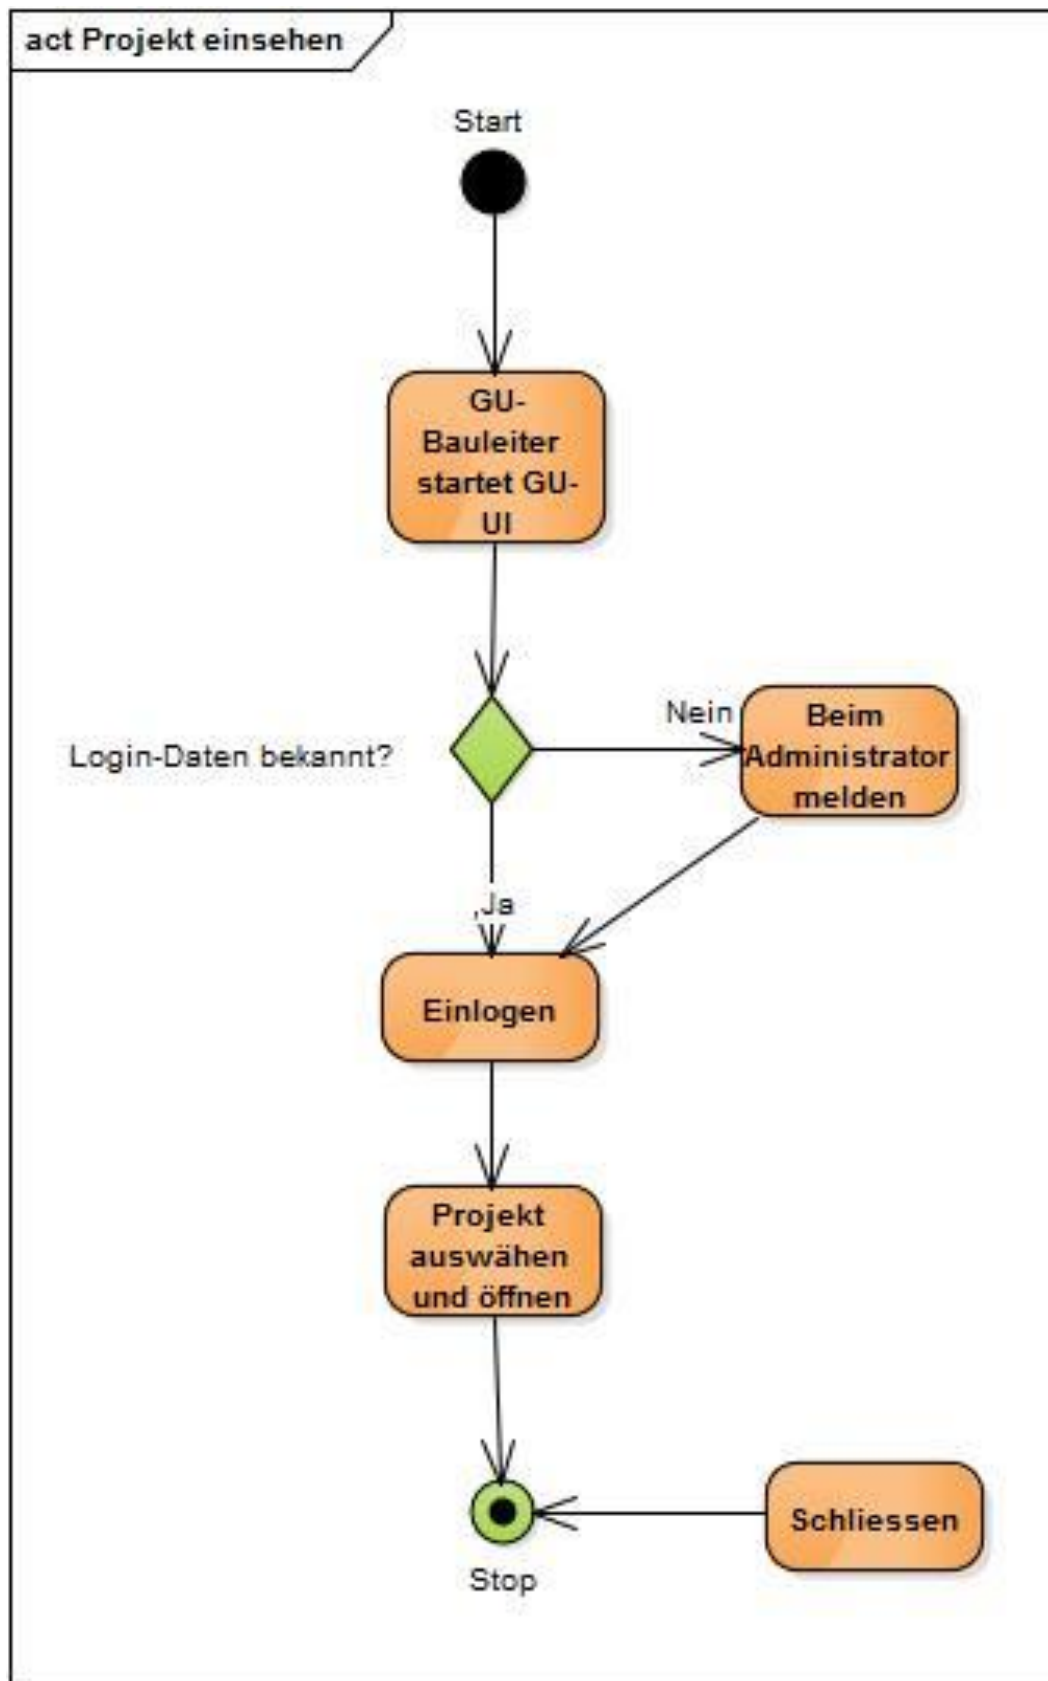 act Projekt einsehen
Start
GU-
Bauleiter
startet GU-
UI
Login-Daten bekannt?
Nein
Beim
Administrator
melden
,Ja
Einlogen
Projekt
auswähen
und öffnen
Schliessen
Stop